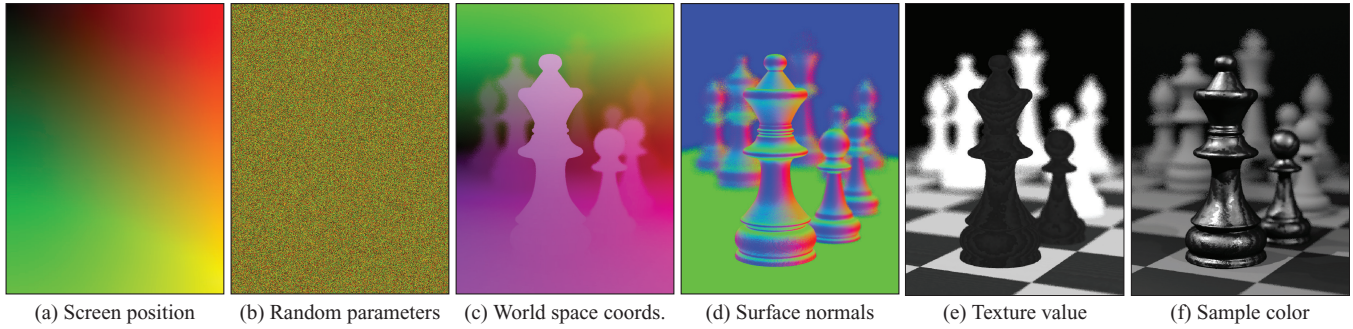 (a) Screen position
(b) Random parameters
(c) World space coords.
(d) Surface normals
(e) Texture value
(f) Sample color